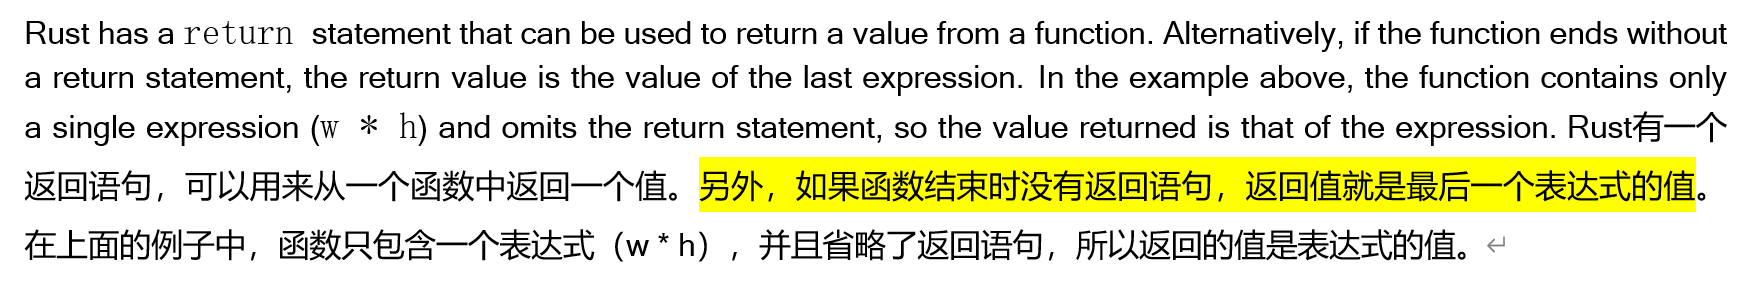 Rust has a return statement that can be used to return a value from a function. Alternatively, if the function ends without
a return statement, the return value is the value of the last expression. In the example above, the function contains only
a single expression (w * h) and omits the return statement, so the value returned is that of the expression. Rust有一个
返回语句，可以用来从一个函数中返回一个值。另外，如果函数结束时没有返回语句，返回值就是最后一个表达式的值。
在上面的例子中，函数只包含一个表达式（w * h），并且省略了返回语句，所以返回的值是表达式的值。↵